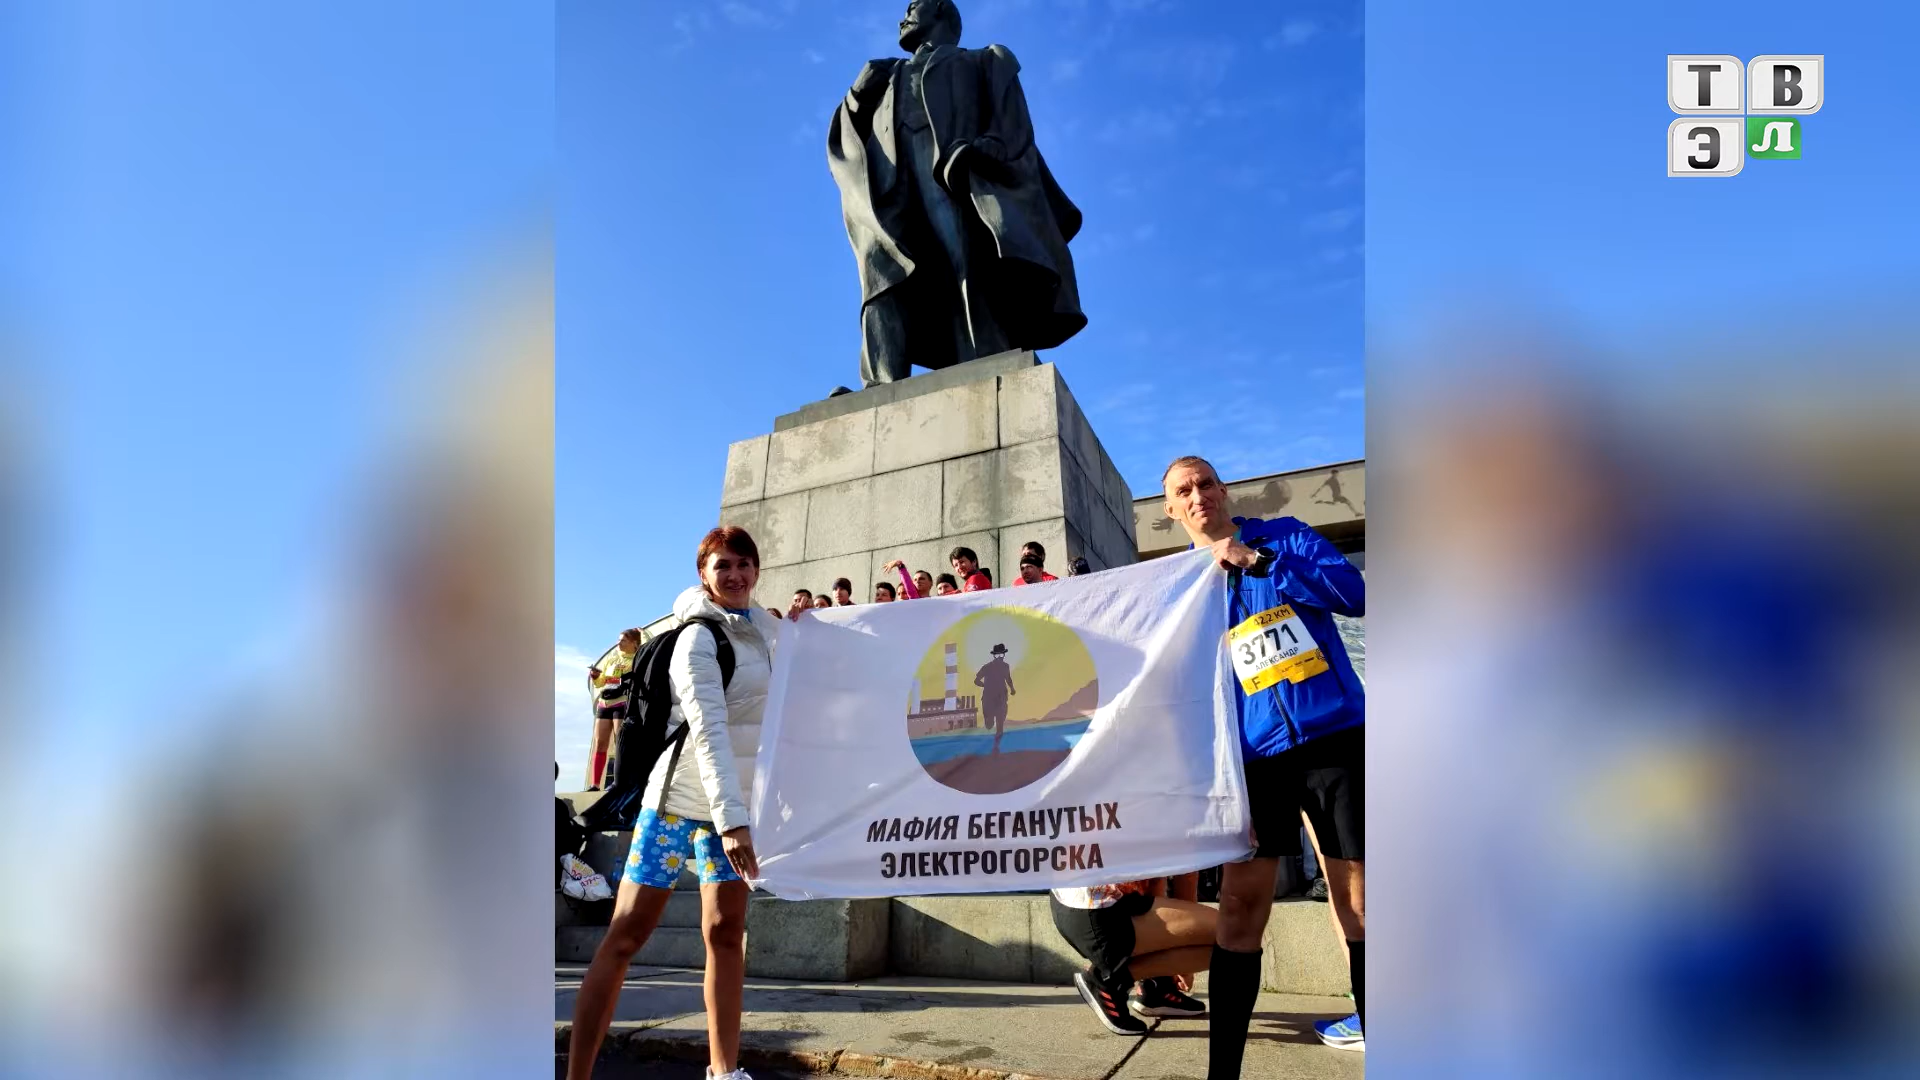 ТВ
ЭЛ
42,2 КМ
3771
АЛЕКСАНДР
F
МАФИЯ БЕГАНУТЫХ
ЭЛЕКТРОГОРСКА